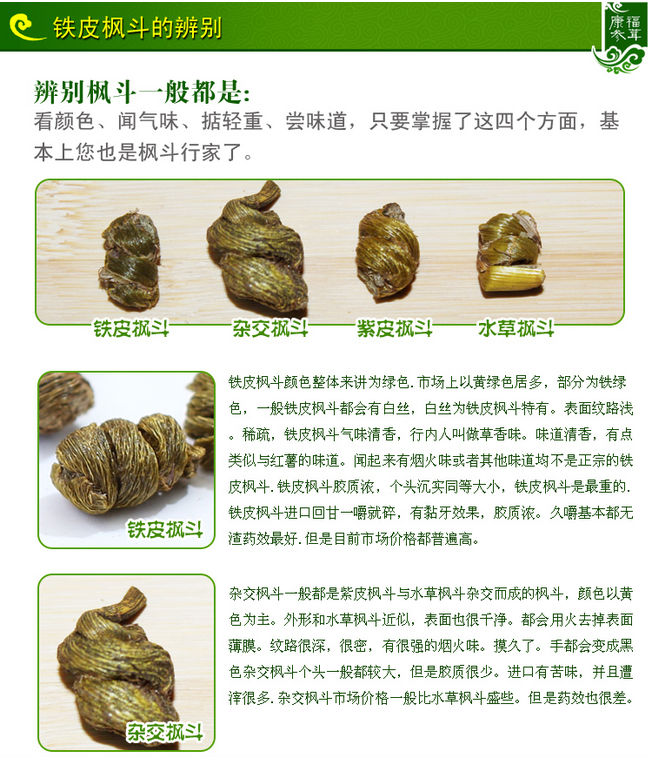 铁皮枫斗的辨别
康福
参茸
辨别枫斗一般都是:
看颜色、闻气味、掂轻重、尝味道，只要掌握了这四个方面，基
本上您也是枫斗行家了。
铁皮枫斗 杂交枫斗 紫皮枫斗 水草枫斗
铁皮枫斗颜色整体来讲为绿色.市场上以黄绿色居多，部分为铁绿
色，一般铁皮枫斗都会有白丝，白丝为铁皮枫斗特有。表面纹路浅
。稀疏，铁皮枫斗气味清香，行内人叫做草香味。味道清香，有点
类似与红薯的味道。闻起来有烟火味或者其他味道均不是正宗的铁
皮枫斗.铁皮枫斗胶质浓，个头沉实同等大小，铁皮枫斗是最重的.
铁皮枫斗进口回甘一嚼就碎，有黏牙效果，胶质浓。久嚼基本都无
渣药效最好.但是目前市场价格都普遍高。
铁皮枫斗
杂交枫斗一般都是紫皮枫斗与水草枫斗杂交而成的枫斗，颜色以黄
色为主。外形和水草枫斗近似，表面也很干净。都会用火去掉表面
薄膜。纹路很深，很密，有很强的烟火味。摸久了。手都会变成黑
色杂交枫斗个头一般都较大，但是胶质很少。进口有苦味，并且遭
滓很多.杂交枫斗市场价格一般比水草枫斗盛些。但是药效也很差。
杂交枫斗